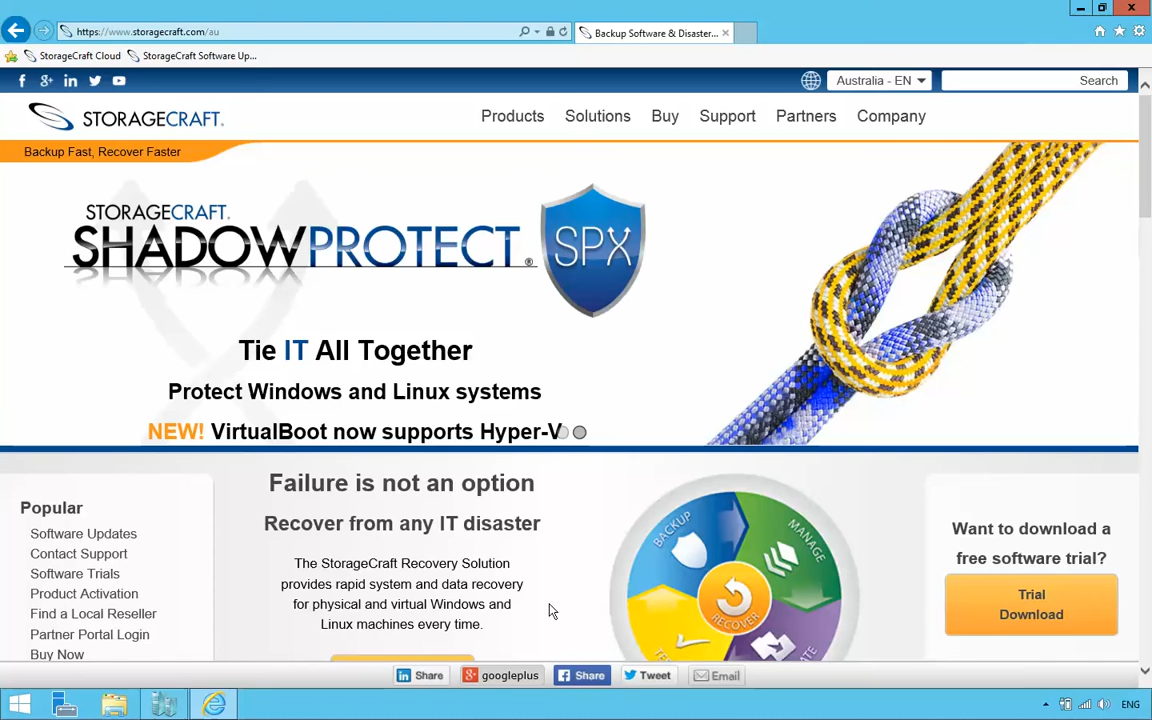 https://www.storagecraft.com/au
Backup Software & Disaster...
StorageCraft Cloud
StorageCraft Software Up...
Australia - EN
Search
STORAGECRAFT.
Products
Solutions
Buy
Support
Partners
Company
Backup Fast, Recover Faster
STORAGECRAFT.
SHADOWPROTECT®
SPX
Tie IT All Together
Protect Windows and Linux systems
NEW! VirtualBoot now supports Hyper-V
Popular
Software Updates
Contact Support
Software Trials
Product Activation
Find a Local Reseller
Partner Portal Login
Buy Now
Failure is not an option
Recover from any IT disaster
The StorageCraft Recovery Solution
provides rapid system and data recovery
for physical and virtual Windows and
Linux machines every time.
BACKUP
MANAGE
RECOVER
Want to download a
free software trial?
Trial
Download
Share
googleplus
Share
Tweet
Email
ENG